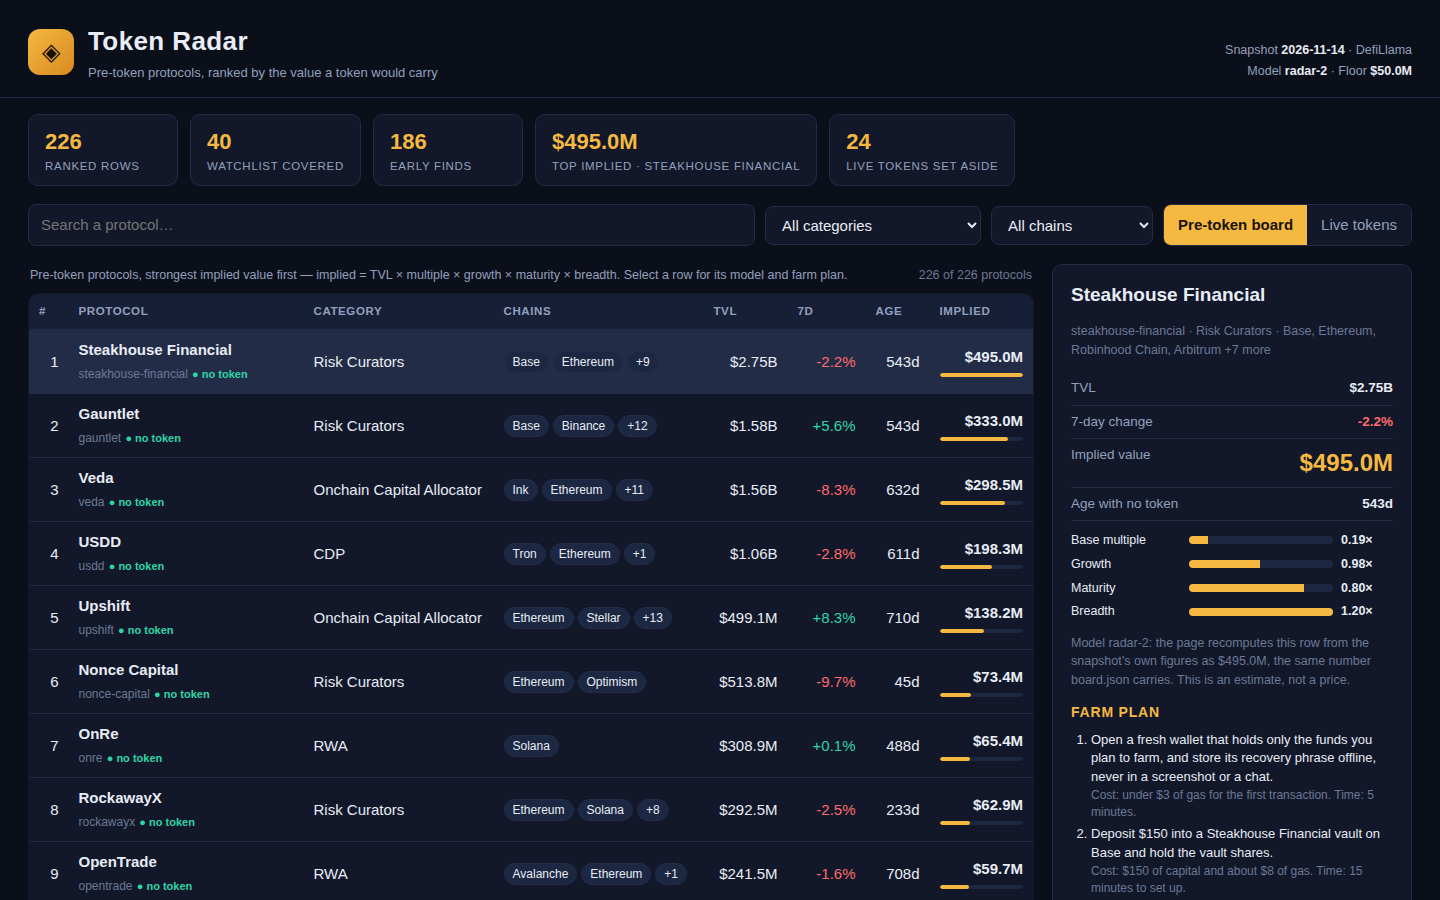 Token Radar
Pre-token protocols, ranked by the value a token would carry
Snapshot 2026-11-14 · DefiLlama
Model radar-2 · Floor $50.0M
226
RANKED ROWS
40
WATCHLIST COVERED
186
EARLY FINDS
$495.0M
TOP IMPLIED · STEAKHOUSE FINANCIAL
24
LIVE TOKENS SET ASIDE
Search a protocol…
All categories
All chains
Pre-token board
Live tokens
Pre-token protocols, strongest implied value first — implied = TVL × multiple × growth × maturity × breadth. Select a row for its model and farm plan.
226 of 226 protocols
# PROTOCOL CATEGORY CHAINS TVL 7D AGE IMPLIED
1 Steakhouse Financial Risk Curators Base Ethereum +9 $2.75B -2.2% 543d $495.0M
steakhouse-financial ● no token
2 Gauntlet Risk Curators Base Binance +12 $1.58B +5.6% 543d $333.0M
gauntlet ● no token
3 Veda Onchain Capital Allocator Ink Ethereum +11 $1.56B -8.3% 632d $298.5M
veda ● no token
4 USDD CDP Tron Ethereum +1 $1.06B -2.8% 611d $198.3M
usdd ● no token
5 Upshift Onchain Capital Allocator Ethereum Stellar +13 $499.1M +8.3% 710d $138.2M
upshift ● no token
6 Nonce Capital Risk Curators Ethereum Optimism $513.8M -9.7% 45d $73.4M
nonce-capital ● no token
7 OnRe RWA Solana $308.9M +0.1% 488d $65.4M
onre ● no token
8 RockawayX Risk Curators Ethereum Solana +8 $292.5M -2.5% 233d $62.9M
rockawayx ● no token
9 OpenTrade RWA Avalanche Ethereum +1 $241.5M -1.6% 708d $59.7M
opentrade ● no token
Steakhouse Financial
steakhouse-financial · Risk Curators · Base, Ethereum,
Robinhood Chain, Arbitrum +7 more
TVL $2.75B
7-day change -2.2%
Implied value $495.0M
Age with no token 543d
Base multiple 0.19×
Growth 0.98×
Maturity 0.80×
Breadth 1.20×
Model radar-2: the page recomputes this row from the
snapshot's own figures as $495.0M, the same number
board.json carries. This is an estimate, not a price.
FARM PLAN
1. Open a fresh wallet that holds only the funds you
plan to farm, and store its recovery phrase offline,
never in a screenshot or a chat.
Cost: under $3 of gas for the first transaction. Time: 5
minutes.
2. Deposit $150 into a Steakhouse Financial vault on
Base and hold the vault shares.
Cost: $150 of capital and about $8 of gas. Time: 15
minutes to set up.